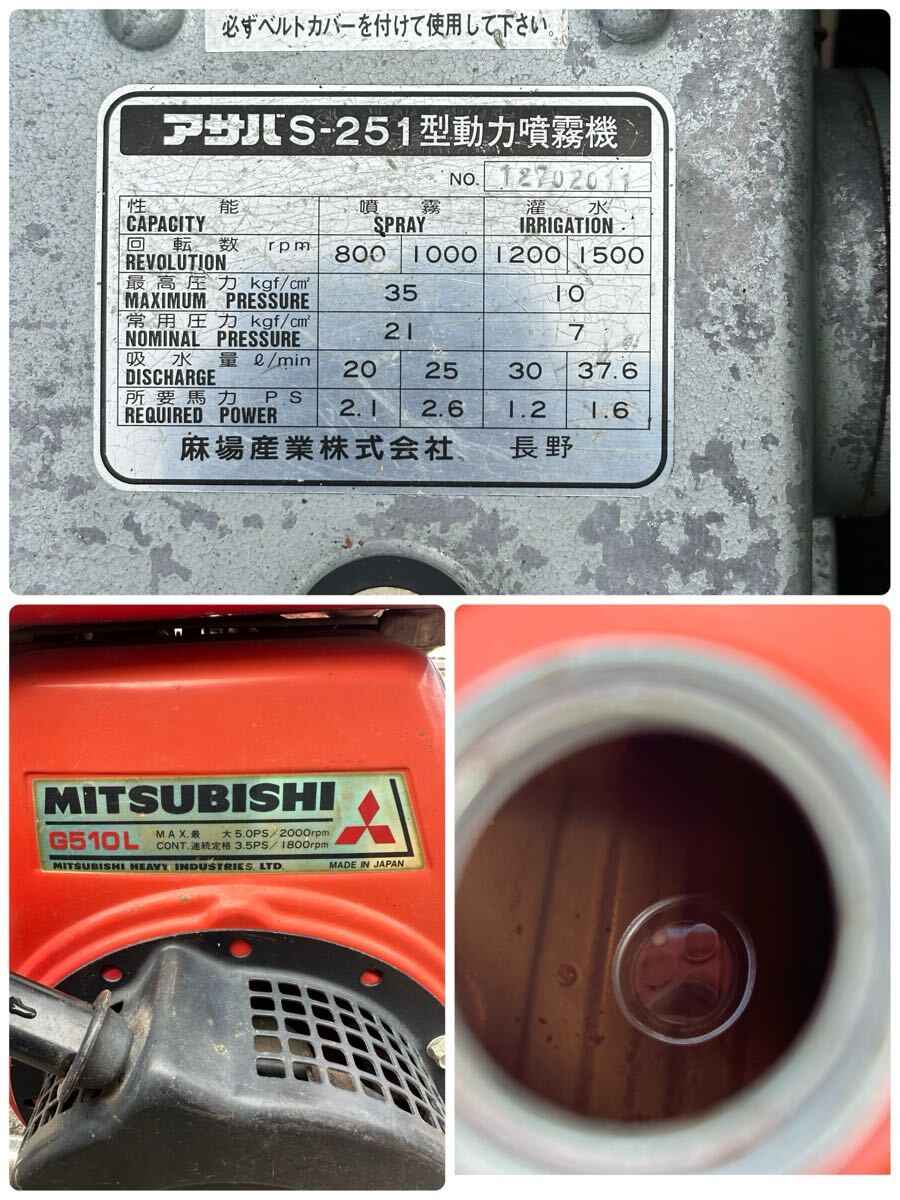 必ずベルトカバーを付けて使用して下さい。
アサバ S-251型動力噴霧機
NO. 12702011
性能 噴霧 灌水
CAPACITY SPRAY IRRIGATION
回転数 rpm
REVOLUTION 800 1000 1200 1500
最高圧力 kgf/c㎡
MAXIMUM PRESSURE 35 10
常用圧力 kgf/c㎡
NOMINAL PRESSURE 21 7
吸水量 ℓ/min
DISCHARGE 20 25 30 37.6
所要馬力 PS
REQUIRED POWER 2.1 2.6 1.2 1.6
麻場産業株式会社 長野
MITSUBISHI
G510L MAX.最 大 5.0PS/2000rpm
CONT.連続定格 3.5PS/1800rpm
MITSUBISHI HEAVY INDUSTRIES, LTD. MADE IN JAPAN